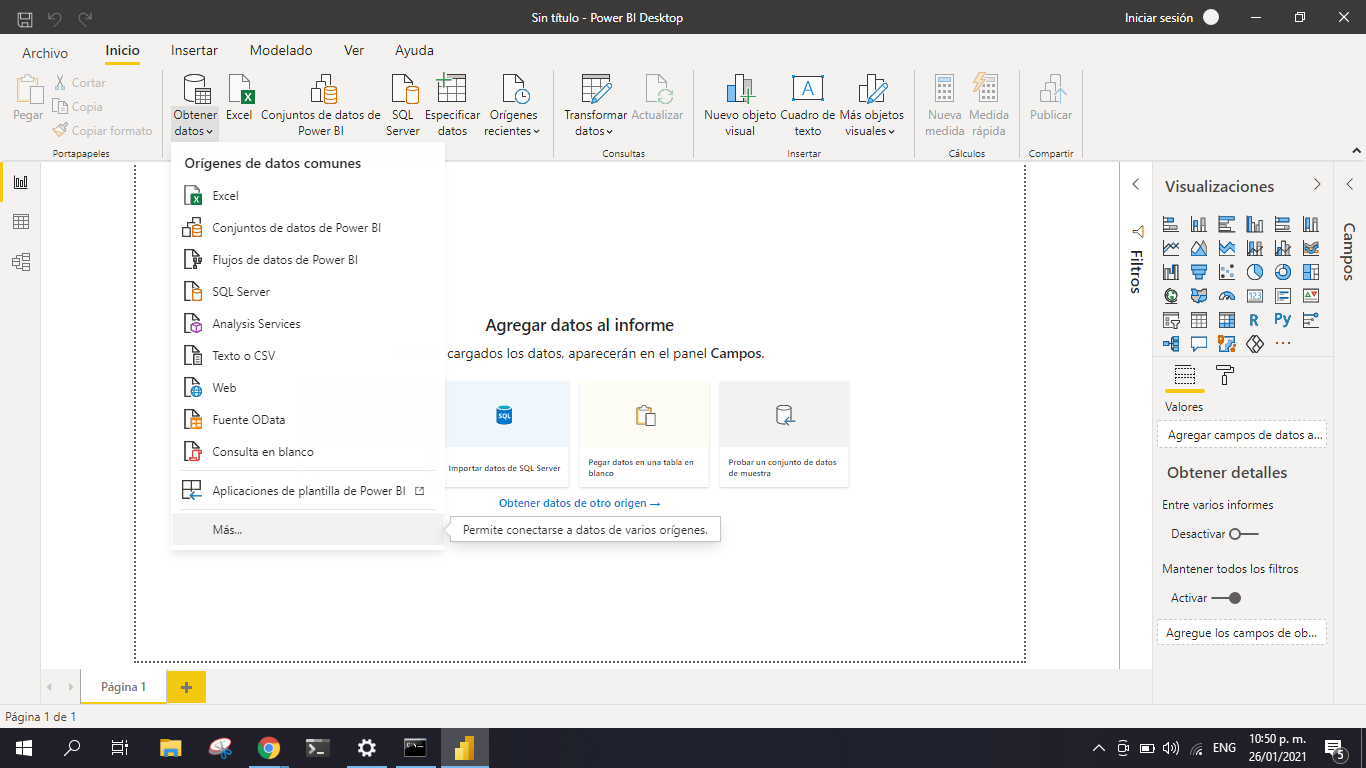 Sin título - Power BI Desktop
Iniciar sesión
Archivo
Inicio
Insertar
Modelado
Ver
Ayuda
Pegar
Cortar
Copia
Copiar formato
Portapapeles
Obtener
datos
Excel
Conjuntos de datos de
Power BI
SQL
Server
Especificar
datos
Orígenes
recientes
Transformar
datos
Actualizar
Consultas
Nuevo objeto
visual
Cuadro de
texto
Más objetos
visuales
Insertar
Nueva
medida
Medida
rápida
Cálculos
Publicar
Compartir
Orígenes de datos comunes
Excel
Conjuntos de datos de Power BI
Flujos de datos de Power BI
SQL Server
Analysis Services
Texto o CSV
Web
Fuente OData
Consulta en blanco
Aplicaciones de plantilla de Power BI
Más...
Permite conectarse a datos de varios orígenes.
Agregar datos al informe
cargados los datos, aparecerán en el panel Campos.
SQL
Importar datos de SQL Server
Pegar datos en una tabla en
blanco
Probar un conjunto de datos
de muestra
Obtener datos de otro origen →
Filtros
Visualizaciones
123
R
Py
...
Valores
Agregar campos de datos a...
Obtener detalles
Entre varios informes
Desactivar
Mantener todos los filtros
Activar
Agregue los campos de ob...
Campos
Página 1
Página 1 de 1
ENG
10:50 p. m.
26/01/2021
5